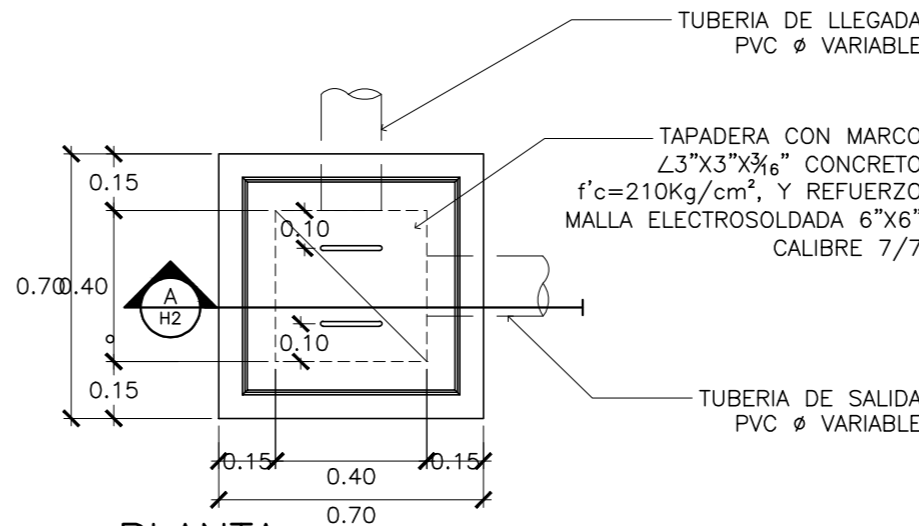 TUBERIA DE LLEGADA
PVC ø VARIABLE
TAPADERA CON MARCO
∠3”X3”X3⁄16” CONCRETO
f'c=210Kg/cm², Y REFUERZO
MALLA ELECTROSOLDADA 6”X6”
CALIBRE 7/7
0.15
0.10
0.70
0.40
A
H2
0.10
0.15
TUBERIA DE SALIDA
PVC ø VARIABLE
0.15
0.40
0.15
0.70
PLANTA